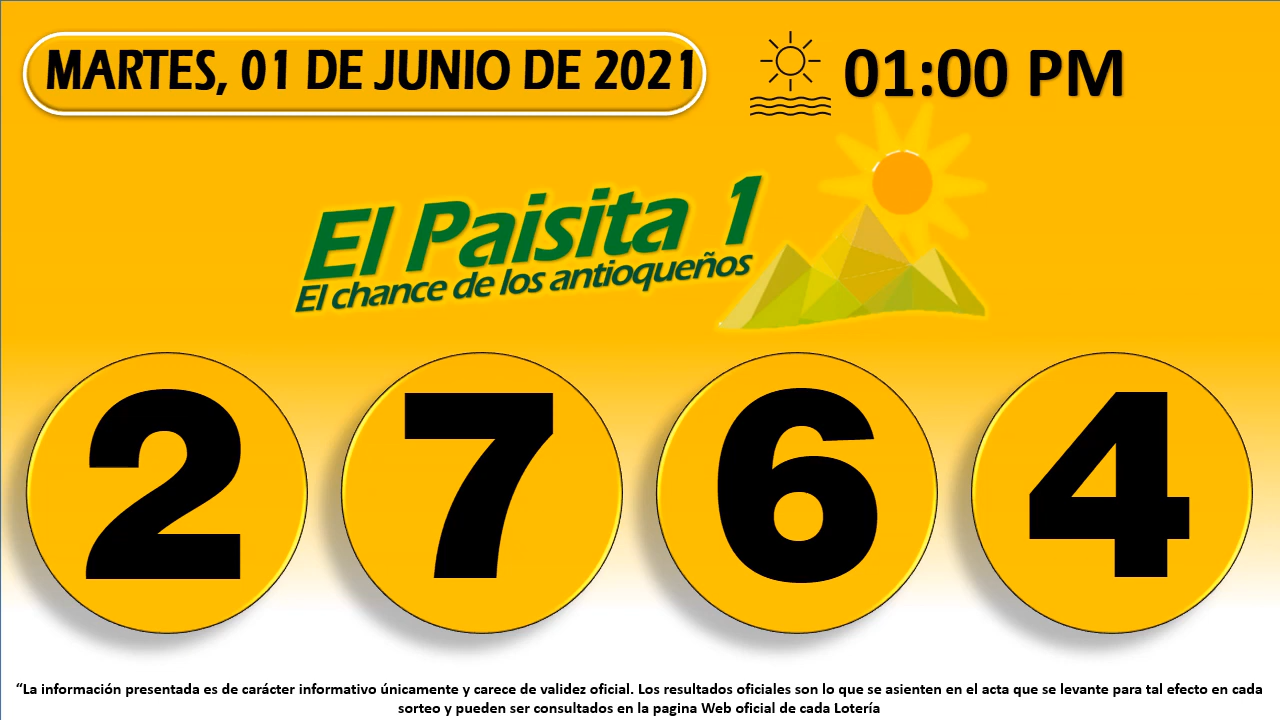 MARTES, 01 DE JUNIO DE 2021
01:00 PM
El Paisita 1
El chance de los antioqueños
2 7 6 4
“La información presentada es de carácter informativo únicamente y carece de validez oficial. Los resultados oficiales son lo que se asienten en el acta que se levante para tal efecto en cada
sorteo y pueden ser consultados en la pagina Web oficial de cada Lotería